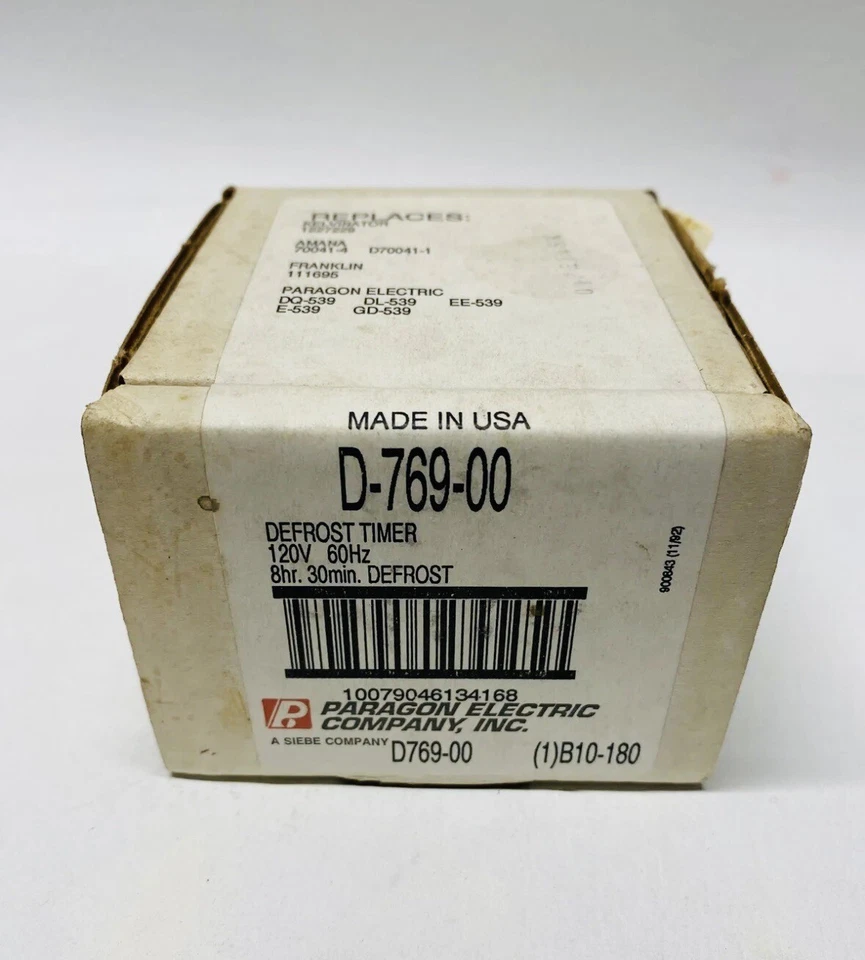 REPLACES:
KELVINATOR
1227229
AMANA
70041-4 D70041-1
FRANKLIN
111695
PARAGON ELECTRIC
DQ-539 DL-539 EE-539
E-539 GD-539
MADE IN USA
D-769-00
DEFROST TIMER
120V 60Hz
8hr. 30min. DEFROST
900843 (11/92)
10079046134168
P
PARAGON ELECTRIC
COMPANY, INC.
A SIEBE COMPANY
D769-00 (1)B10-180